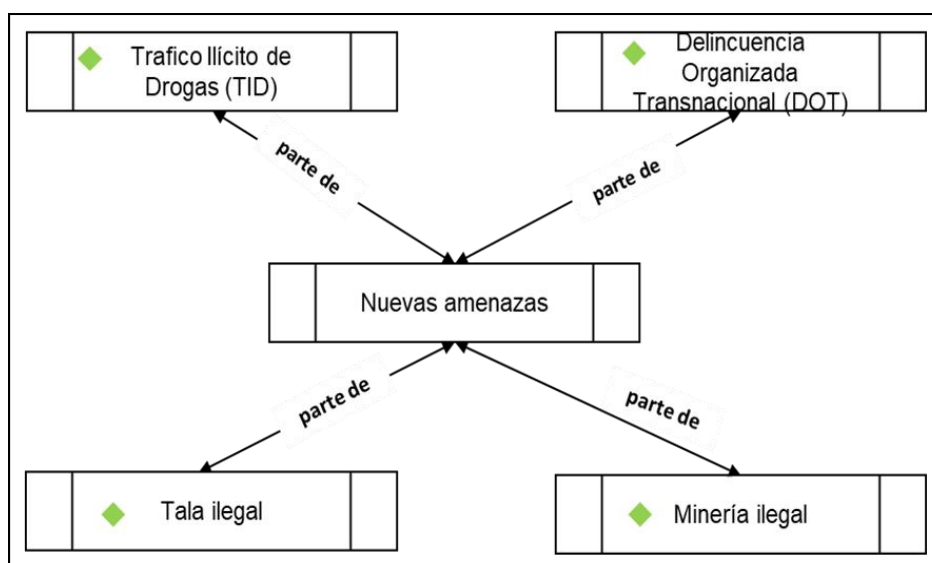 Trafico Ilícito de
Drogas (TID)
Delincuencia
Organizada
Transnacional (DOT)
parte de
parte de
Nuevas amenazas
parte de
parte de
Tala ilegal
Minería ilegal